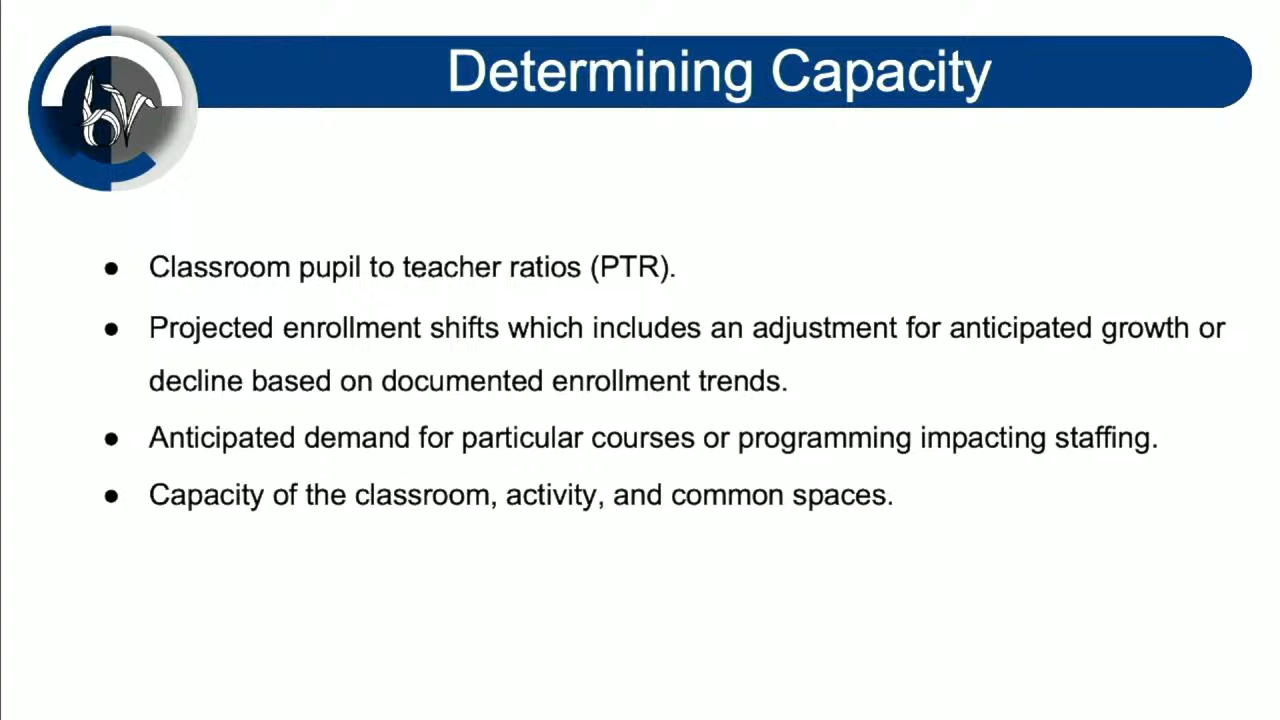 Determining Capacity
bv
● Classroom pupil to teacher ratios (PTR).
● Projected enrollment shifts which includes an adjustment for anticipated growth or
decline based on documented enrollment trends.
● Anticipated demand for particular courses or programming impacting staffing.
● Capacity of the classroom, activity, and common spaces.